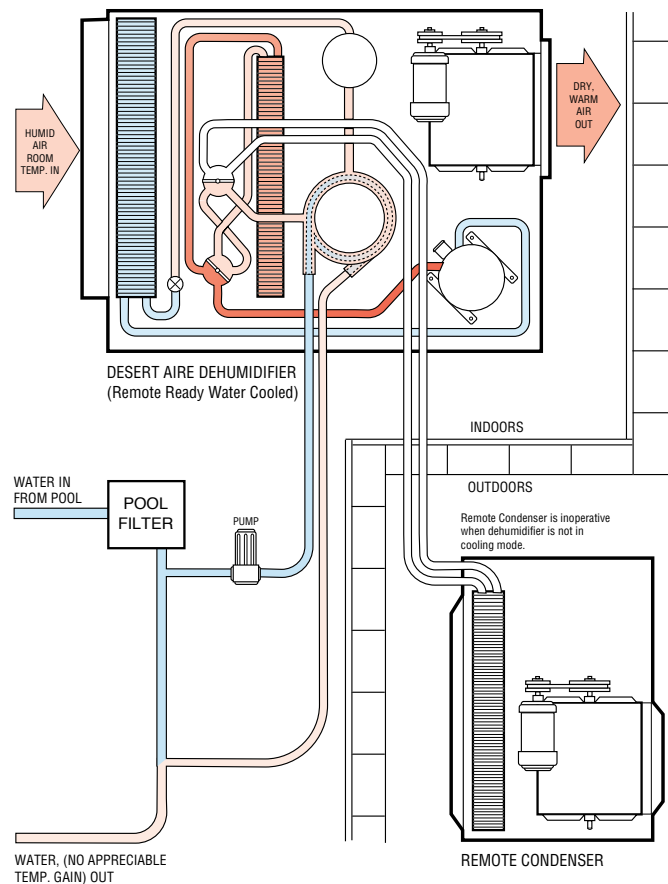 HUMID
AIR
ROOM
TEMP. IN
DRY,
WARM
AIR
OUT
DESERT AIRE DEHUMIDIFIER
(Remote Ready Water Cooled)
INDOORS
OUTDOORS
WATER IN
FROM POOL
POOL
FILTER
PUMP
Remote Condenser is inoperative
when dehumidifier is not in
cooling mode.
WATER, (NO APPRECIABLE
TEMP. GAIN) OUT
REMOTE CONDENSER